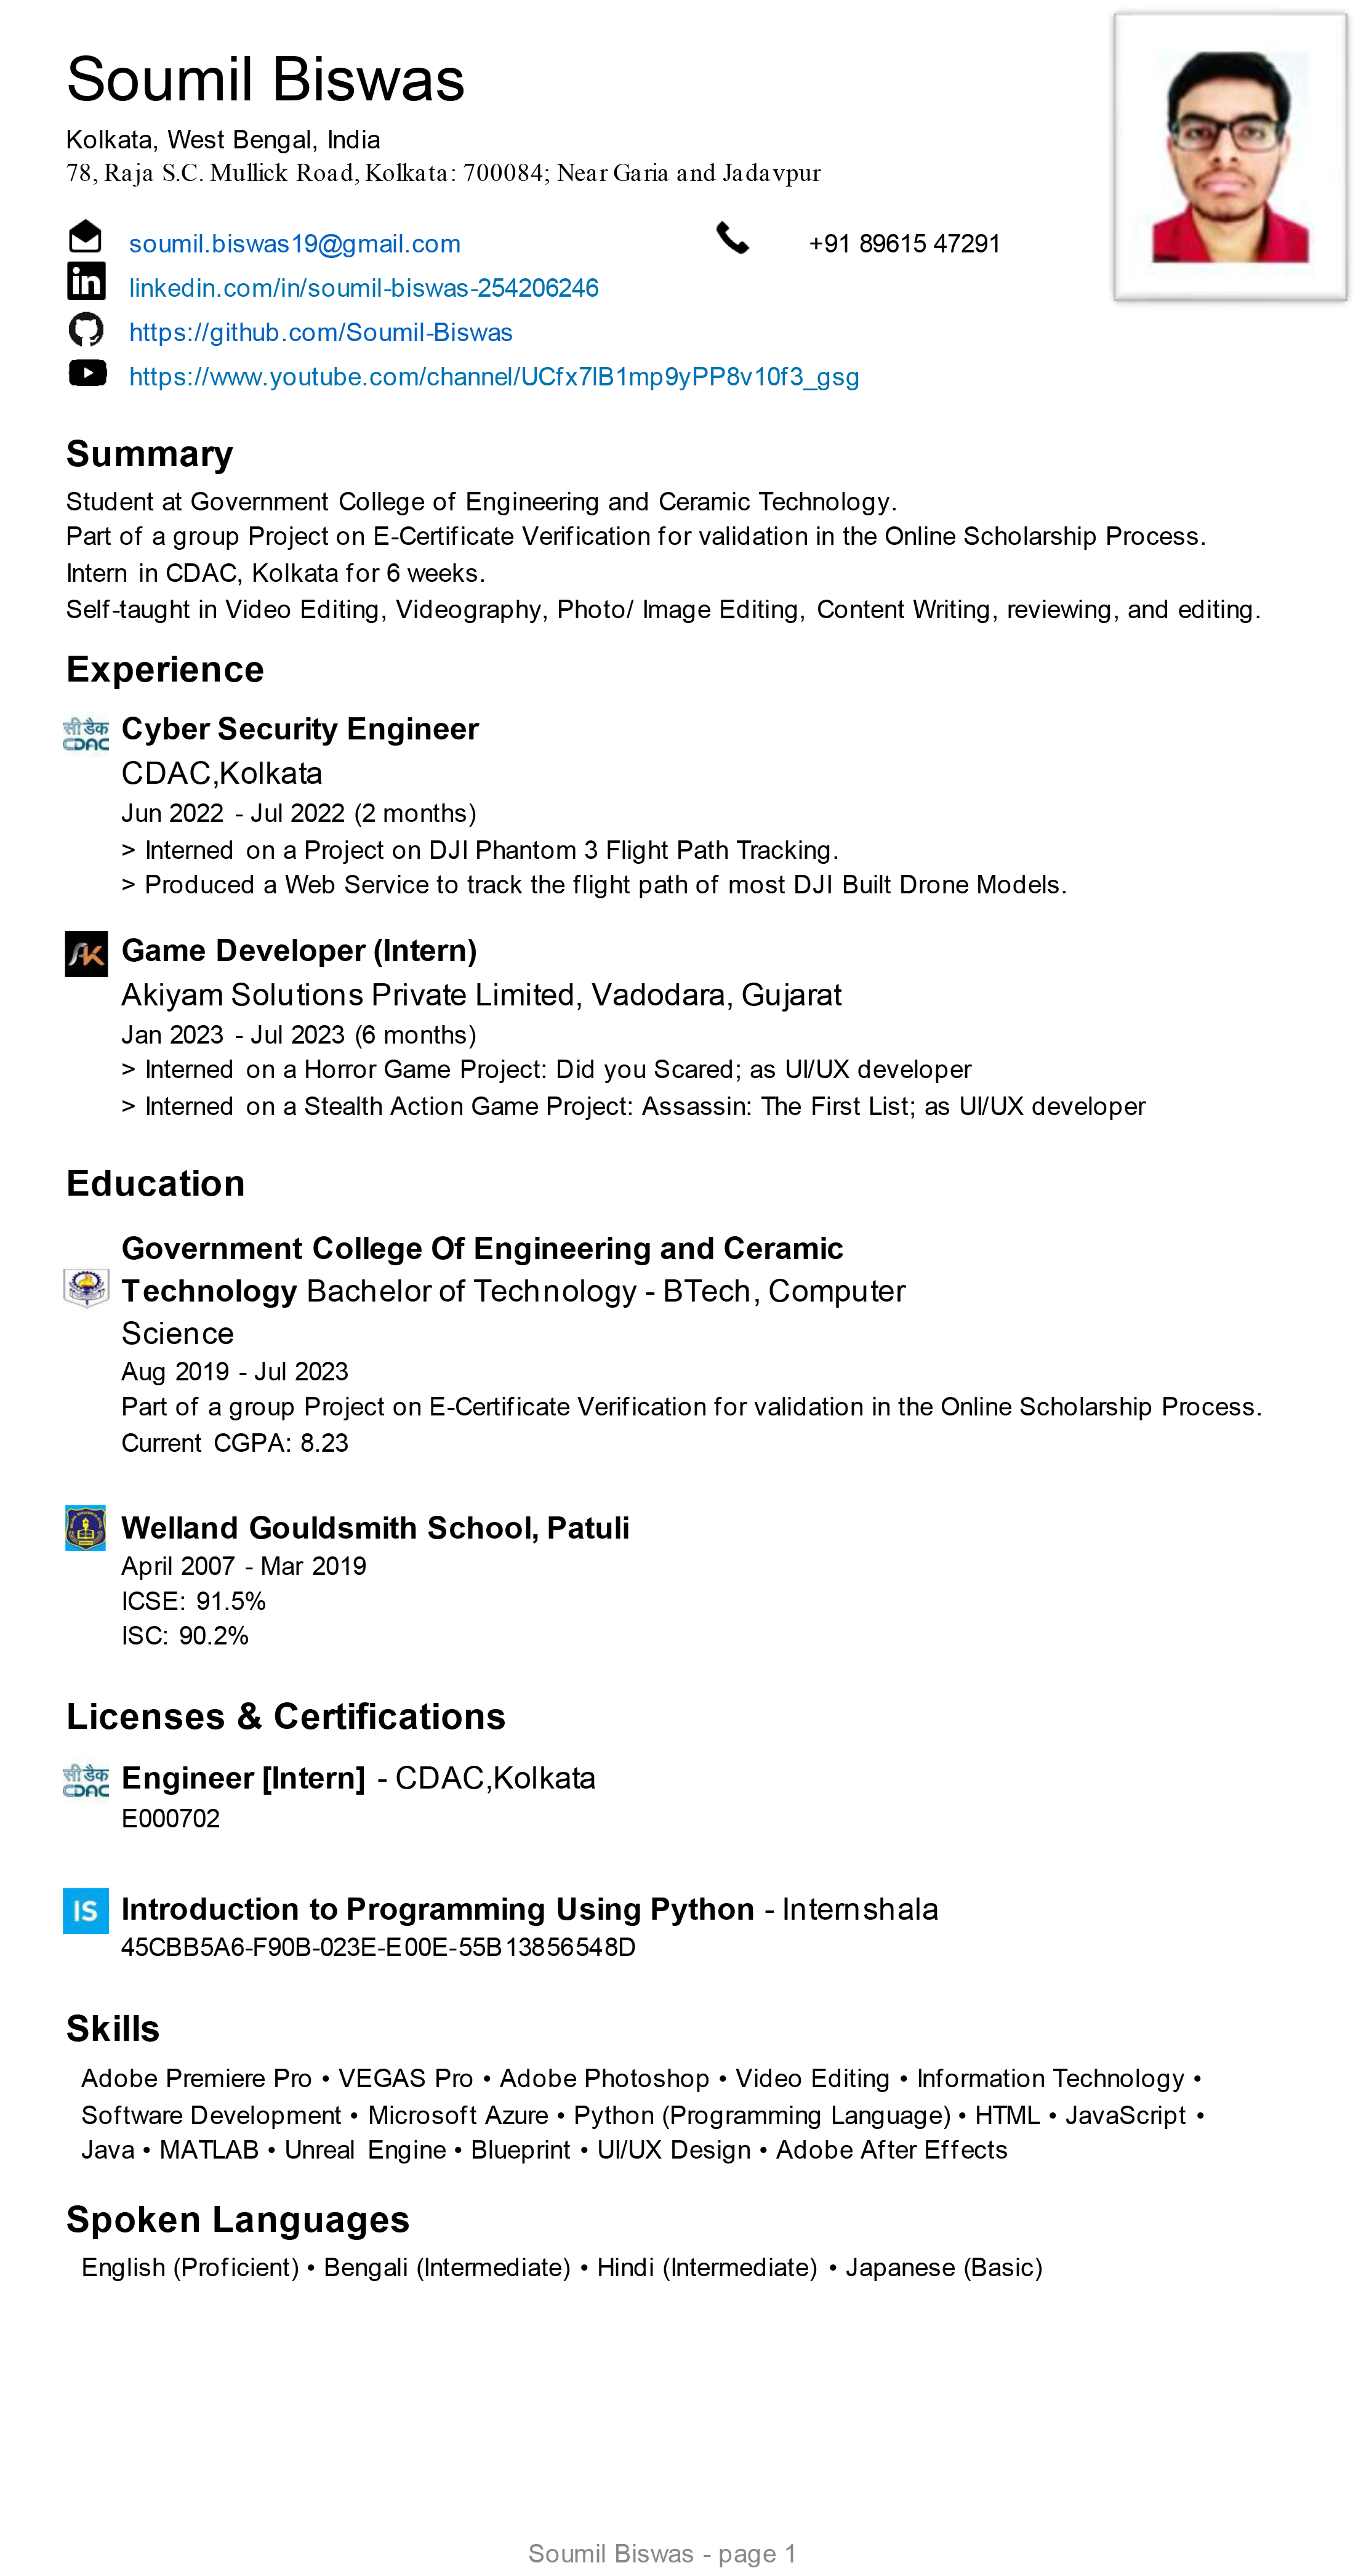 Soumil Biswas
Kolkata, West Bengal, India
78, Raja S.C. Mullick Road, Kolkata: 700084; Near Garia and Jadavpur
soumil.biswas19@gmail.com +91 89615 47291
in linkedin.com/in/soumil-biswas-254206246
https://github.com/Soumil-Biswas
https://www.youtube.com/channel/UCfx7lB1mp9yPP8v10f3_gsg
Summary
Student at Government College of Engineering and Ceramic Technology.
Part of a group Project on E-Certificate Verification for validation in the Online Scholarship Process.
Intern in CDAC, Kolkata for 6 weeks.
Self-taught in Video Editing, Videography, Photo/ Image Editing, Content Writing, reviewing, and editing.
Experience
सी डैक
CDAC
Cyber Security Engineer
CDAC,Kolkata
Jun 2022 - Jul 2022 (2 months)
> Interned on a Project on DJI Phantom 3 Flight Path Tracking.
> Produced a Web Service to track the flight path of most DJI Built Drone Models.
AK
Game Developer (Intern)
Akiyam Solutions Private Limited, Vadodara, Gujarat
Jan 2023 - Jul 2023 (6 months)
> Interned on a Horror Game Project: Did you Scared; as UI/UX developer
> Interned on a Stealth Action Game Project: Assassin: The First List; as UI/UX developer
Education
Government College Of Engineering and Ceramic
Technology Bachelor of Technology - BTech, Computer
Science
Aug 2019 - Jul 2023
Part of a group Project on E-Certificate Verification for validation in the Online Scholarship Process.
Current CGPA: 8.23
Welland Gouldsmith School, Patuli
April 2007 - Mar 2019
ICSE: 91.5%
ISC: 90.2%
Licenses & Certifications
सी डैक
CDAC
Engineer [Intern] - CDAC,Kolkata
E000702
IS
Introduction to Programming Using Python - Internshala
45CBB5A6-F90B-023E-E00E-55B13856548D
Skills
Adobe Premiere Pro • VEGAS Pro • Adobe Photoshop • Video Editing • Information Technology •
Software Development • Microsoft Azure • Python (Programming Language) • HTML • JavaScript •
Java • MATLAB • Unreal Engine • Blueprint • UI/UX Design • Adobe After Effects
Spoken Languages
English (Proficient) • Bengali (Intermediate) • Hindi (Intermediate) • Japanese (Basic)
Soumil Biswas - page 1